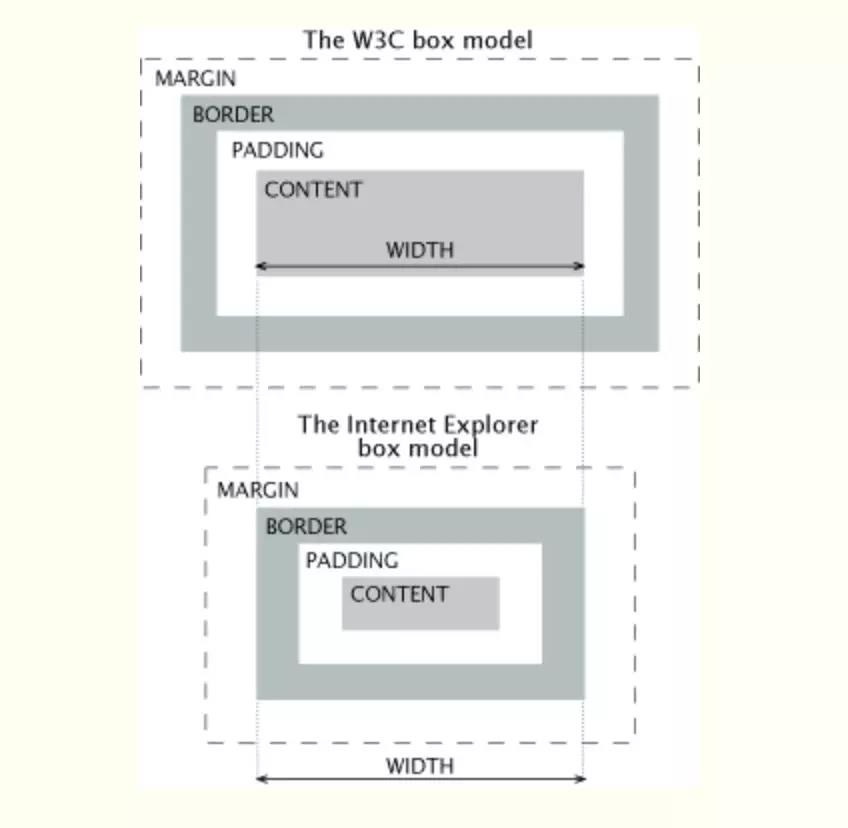 The W3C box model
MARGIN
BORDER
PADDING
CONTENT
WIDTH
The Internet Explorer
box model
MARGIN
BORDER
PADDING
CONTENT
WIDTH